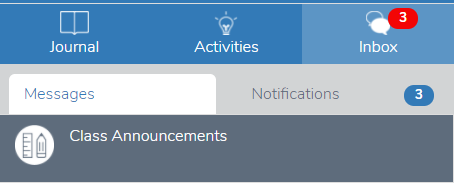 3
Journal Activities Inbox
Messages Notifications 3
Class Announcements